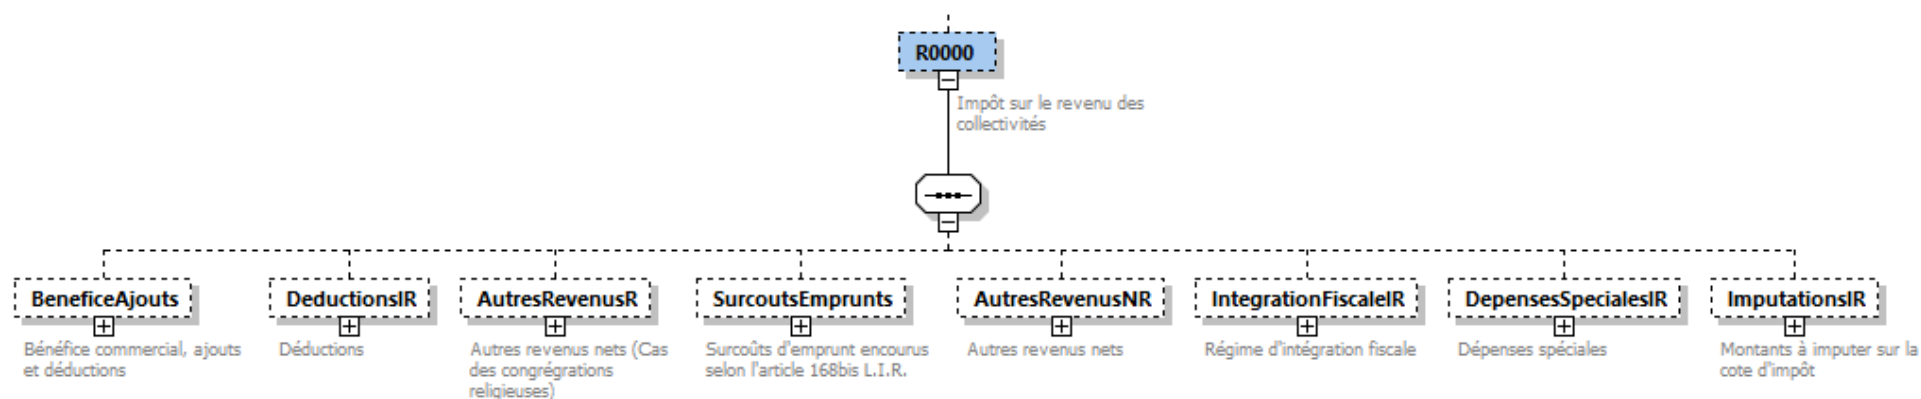 R0000
Impôt sur le revenu des
collectivités
BeneficeAjouts
Bénéfice commercial, ajouts
et déductions
DeductionsIR
Déductions
AutresRevenusR
Autres revenus nets (Cas
des congrégrations
religieuses)
SurcoutsEmprunts
Surcoûts d'emprunt encourus
selon l'article 168bis L.I.R.
AutresRevenusNR
Autres revenus nets
IntegrationFiscaleIR
Régime d'intégration fiscale
DepensesSpecialesIR
Dépenses spéciales
ImputationsIR
Montants à imputer sur la
cote d'impôt